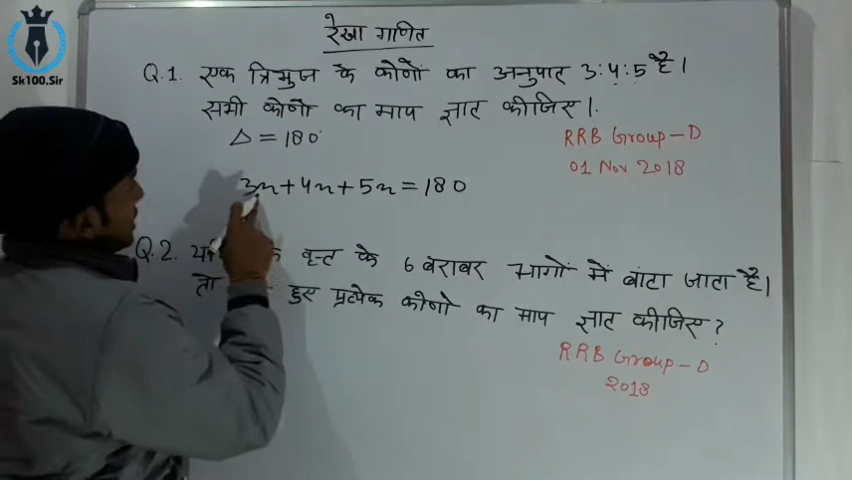 रेखा गणित
Sk100.Sir
Q.1. एक त्रिभुज के कोणों का अनुपात 3:4:5 है।
सभी कोणो का माप ज्ञात कीजिए।
RRB Group-D
01 Nov 2018
△ = 180°
3x+4x+5x=180
Q.2. वृत्त के 6 बराबर भागों में बांटा जाता है।
तो हुए प्रत्येक कोणो का माप ज्ञात कीजिए?
RRB Group-D
2018